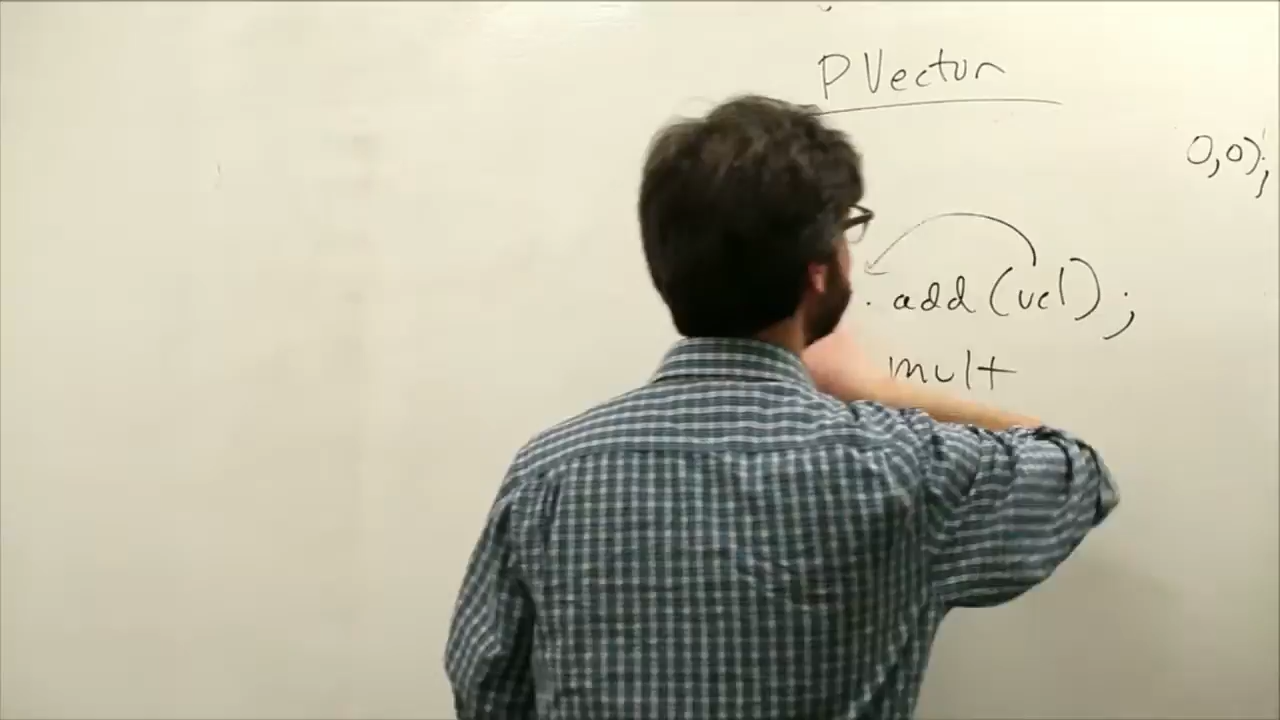 PVector
0,0);
. add (vel);
mult